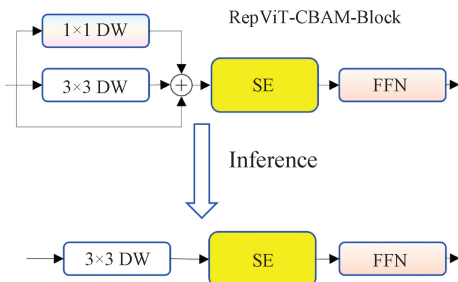 RepViT-CBAM-Block
1×1 DW
3×3 DW
SE
FFN
Inference
3×3 DW
SE
FFN